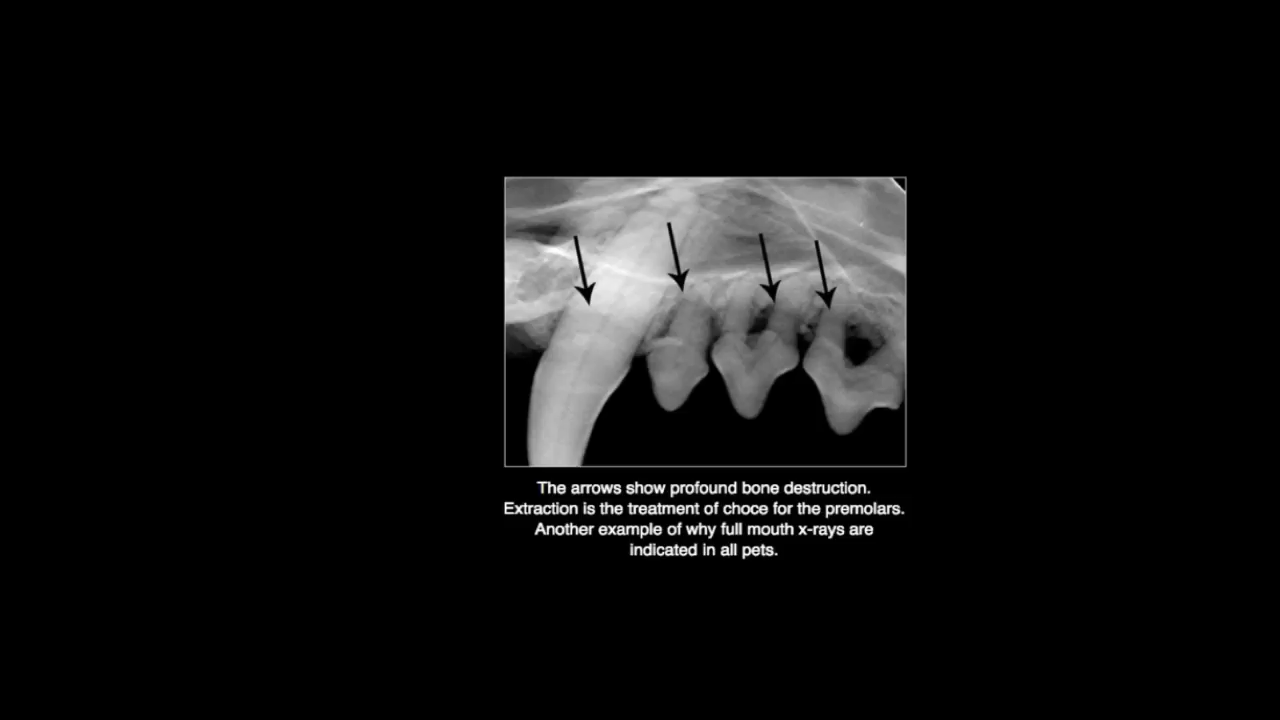 The arrows show profound bone destruction.
Extraction is the treatment of choce for the premolars.
Another example of why full mouth x-rays are
indicated in all pets.